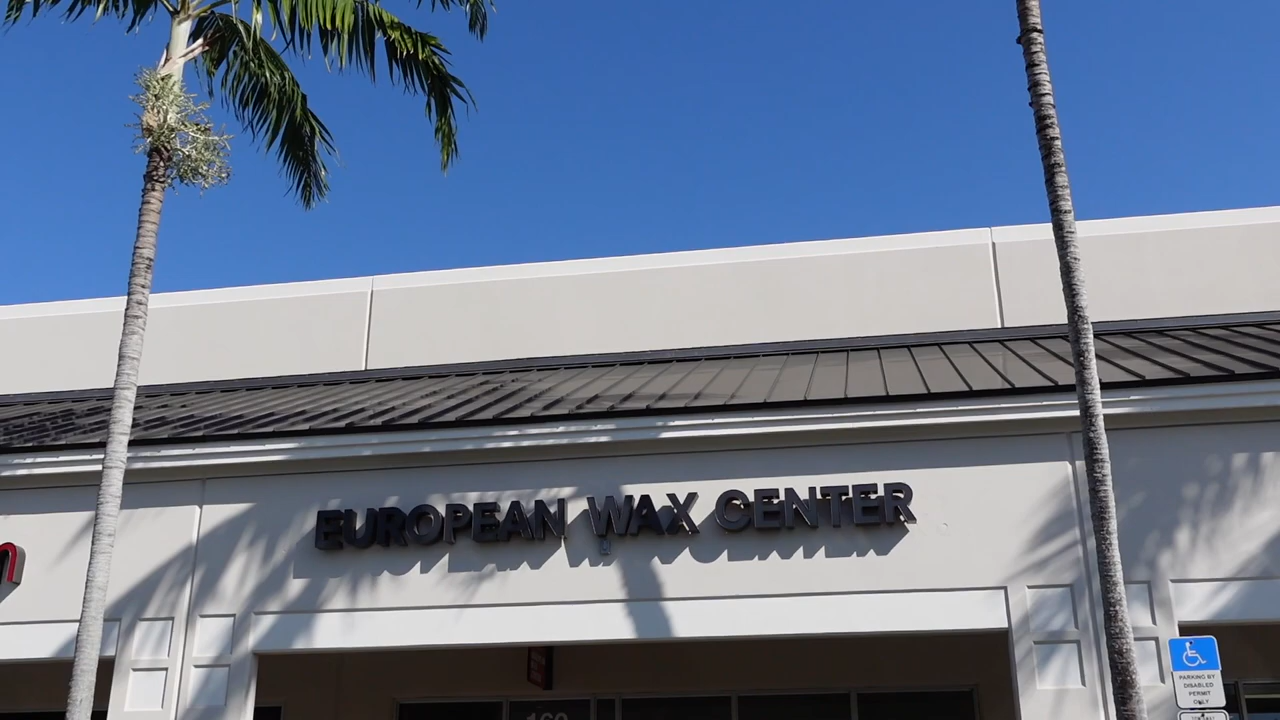 EUROPEAN WAX CENTER
PARKING BY
DISABLED
PERMIT
ONLY